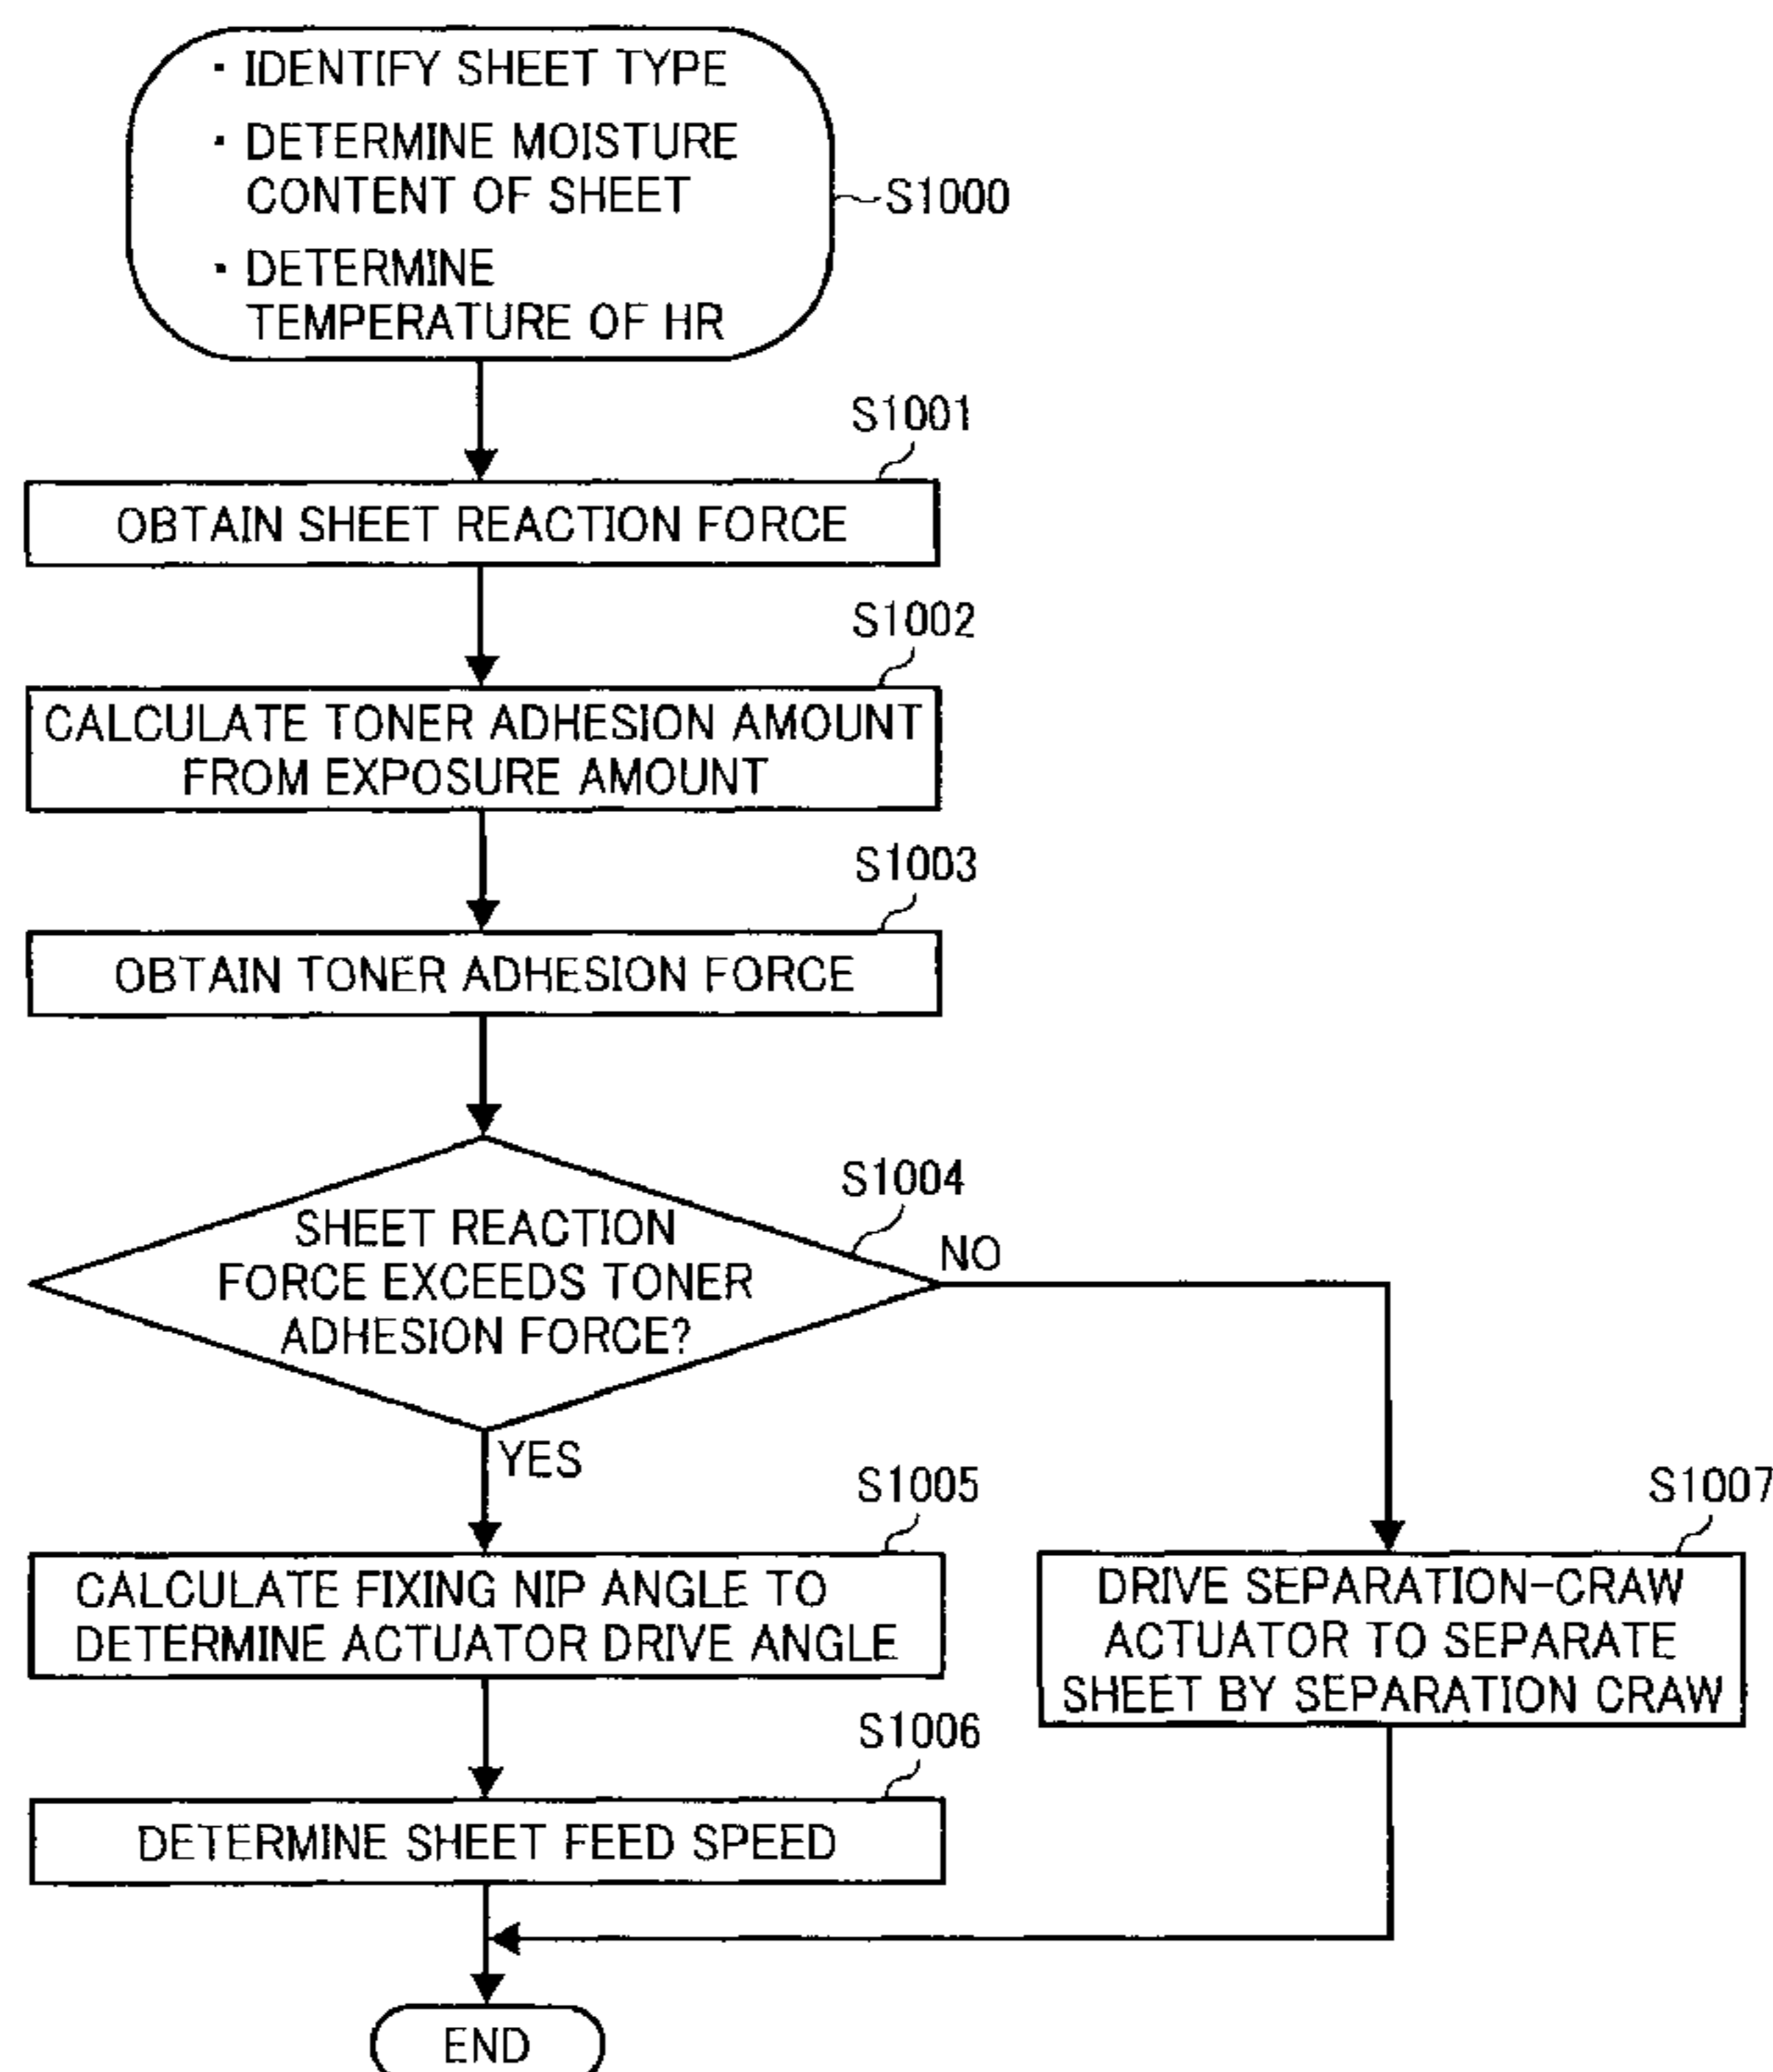 · IDENTIFY SHEET TYPE
· DETERMINE MOISTURE
CONTENT OF SHEET
· DETERMINE
TEMPERATURE OF HR
S1000
S1001
OBTAIN SHEET REACTION FORCE
S1002
CALCULATE TONER ADHESION AMOUNT
FROM EXPOSURE AMOUNT
S1003
OBTAIN TONER ADHESION FORCE
S1004
SHEET REACTION
FORCE EXCEEDS TONER
ADHESION FORCE?
NO
YES
S1005
CALCULATE FIXING NIP ANGLE TO
DETERMINE ACTUATOR DRIVE ANGLE
S1007
DRIVE SEPARATION-CRAW
ACTUATOR TO SEPARATE
SHEET BY SEPARATION CRAW
S1006
DETERMINE SHEET FEED SPEED
END